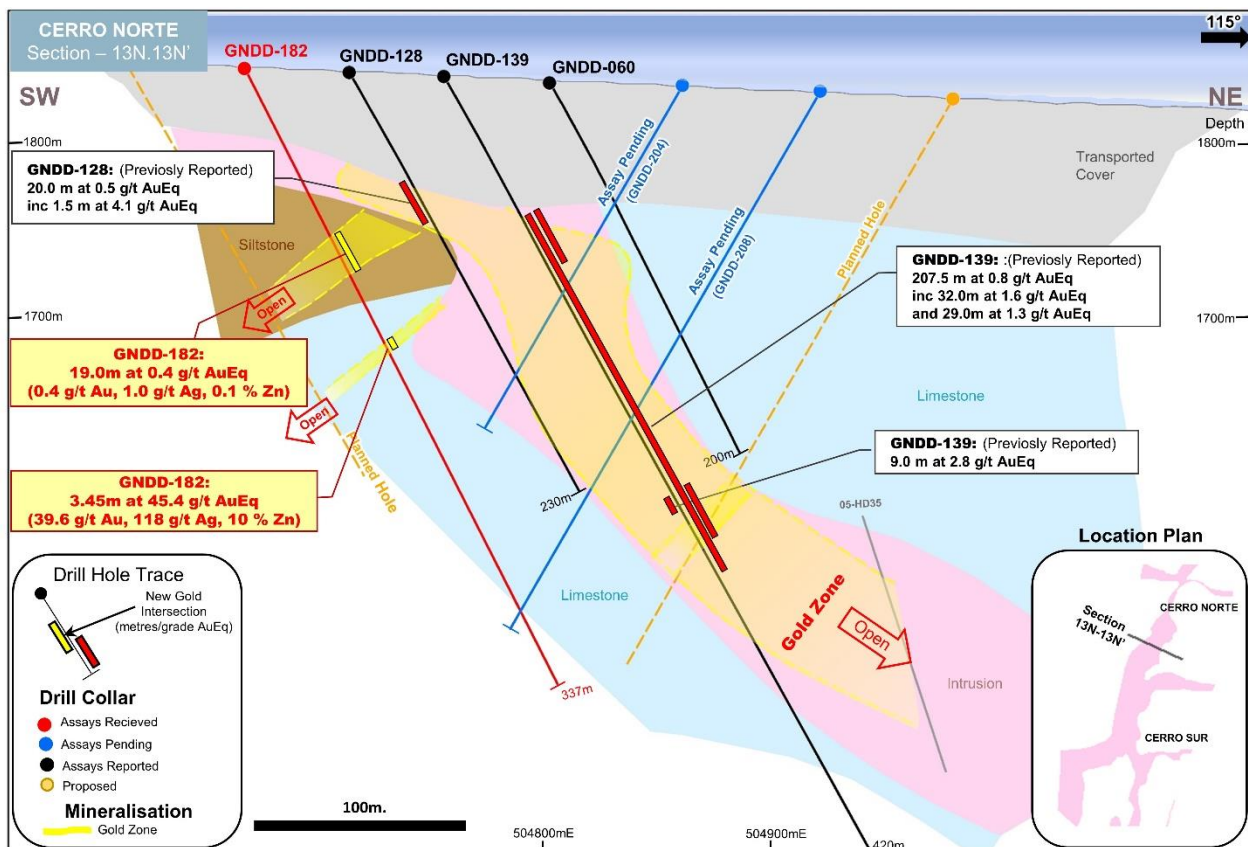 CERRO NORTE
Section – 13N.13N'
GNDD-182
GNDD-128
GNDD-139
GNDD-060
115°
SW
NE
Depth
1800m
1800m
Transported
Cover
Assay Pending
(GNDD-204)
Assay Pending
(GNDD-208)
Planned Hole
GNDD-128: (Previosly Reported)
20.0 m at 0.5 g/t AuEq
inc 1.5 m at 4.1 g/t AuEq
Siltstone
Open
GNDD-139: :(Previosly Reported)
207.5 m at 0.8 g/t AuEq
inc 32.0m at 1.6 g/t AuEq
and 29.0m at 1.3 g/t AuEq
1700m
1700m
GNDD-182:
19.0m at 0.4 g/t AuEq
(0.4 g/t Au, 1.0 g/t Ag, 0.1 % Zn)
Open
Planned Hole
Limestone
GNDD-139: (Previosly Reported)
9.0 m at 2.8 g/t AuEq
GNDD-182:
3.45m at 45.4 g/t AuEq
(39.6 g/t Au, 118 g/t Ag, 10 % Zn)
200m
230m
05-HD35
Limestone
Gold Zone
Open
Intrusion
337m
420m
Drill Hole Trace
New Gold
Intersection
(metres/grade AuEq)
Drill Collar
Assays Recieved
Assays Pending
Assays Reported
Proposed
Mineralisation
Gold Zone
100m.
504800mE
504900mE
Location Plan
CERRO NORTE
Section
13N-13N'
CERRO SUR